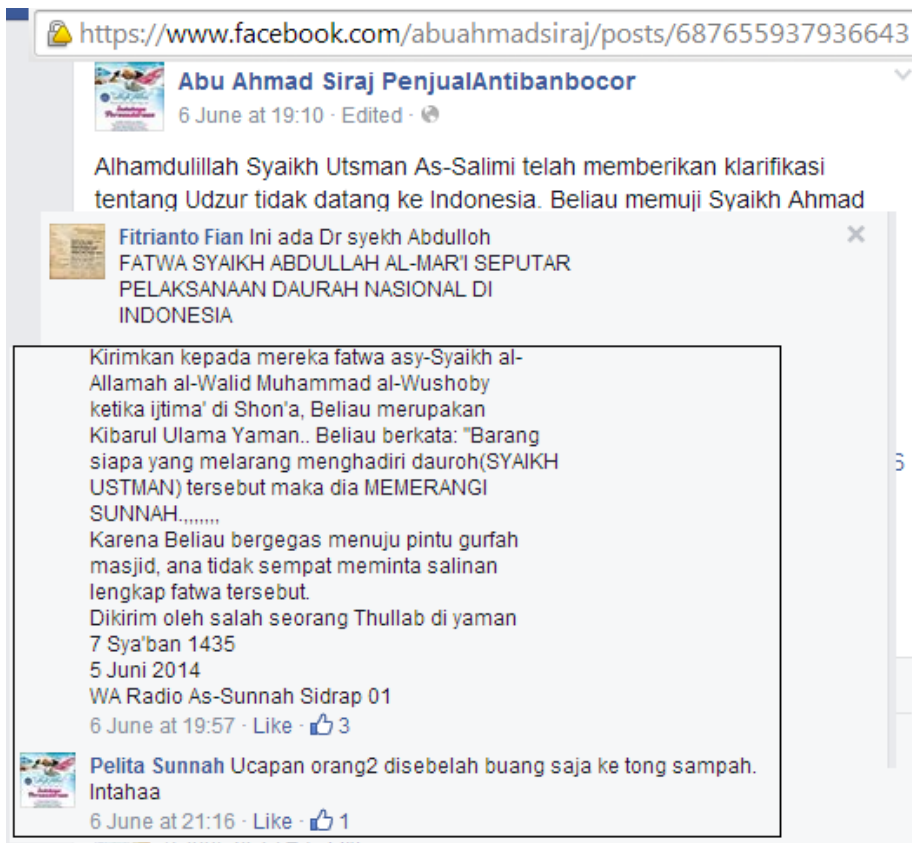 https://www.facebook.com/abuahmadsiraj/posts/687655937936643
Abu Ahmad Siraj PenjualAntibanbocor
6 June at 19:10 · Edited ·
Alhamdulillah Syaikh Utsman As-Salimi telah memberikan klarifikasi
tentang Udzur tidak datang ke Indonesia. Beliau memuji Syaikh Ahmad
Fitrianto Fian Ini ada Dr syekh Abdulloh
FATWA SYAIKH ABDULLAH AL-MAR'I SEPUTAR
PELAKSANAAN DAURAH NASIONAL DI
INDONESIA
Kirimkan kepada mereka fatwa asy-Syaikh al-
Allamah al-Walid Muhammad al-Wushoby
ketika ijtima' di Shon'a, Beliau merupakan
Kibarul Ulama Yaman.. Beliau berkata: "Barang
siapa yang melarang menghadiri dauroh(SYAIKH
USTMAN) tersebut maka dia MEMERANGI
SUNNAH.,,,,,,,
Karena Beliau bergegas menuju pintu gurfah
masjid, ana tidak sempat meminta salinan
lengkap fatwa tersebut.
Dikirim oleh salah seorang Thullab di yaman
7 Sya'ban 1435
5 Juni 2014
WA Radio As-Sunnah Sidrap 01
6 June at 19:57 · Like · 3
Pelita Sunnah Ucapan orang2 disebelah buang saja ke tong sampah.
Intahaa
6 June at 21:16 · Like · 1